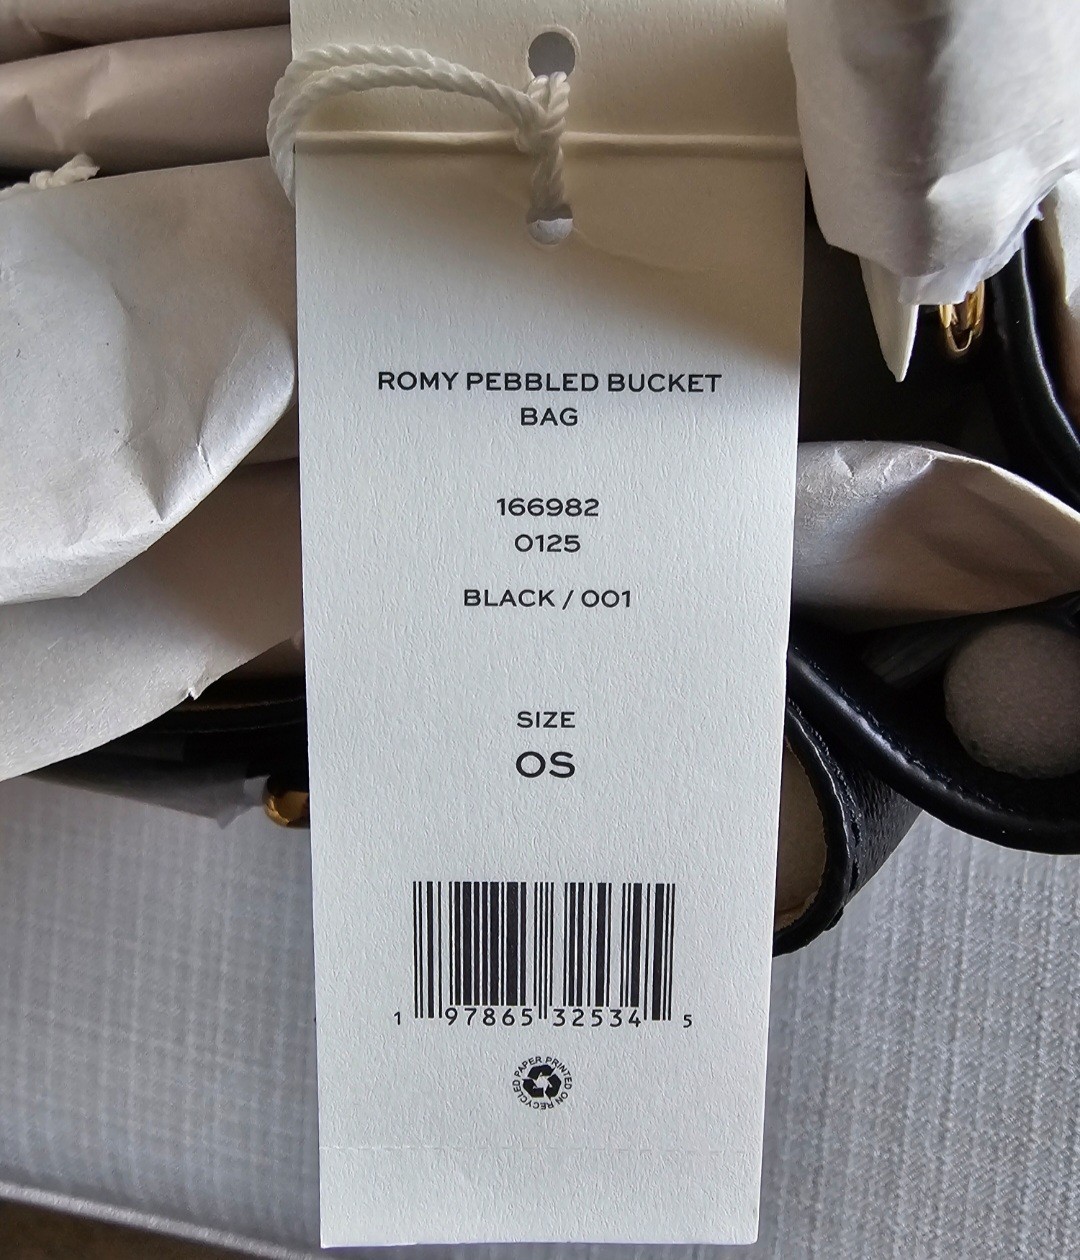 ROMY PEBBLED BUCKET
BAG
166982
0125
BLACK / 001
SIZE
OS
1 97865 32534 5
PRINTED ON RECYCLED PAPER